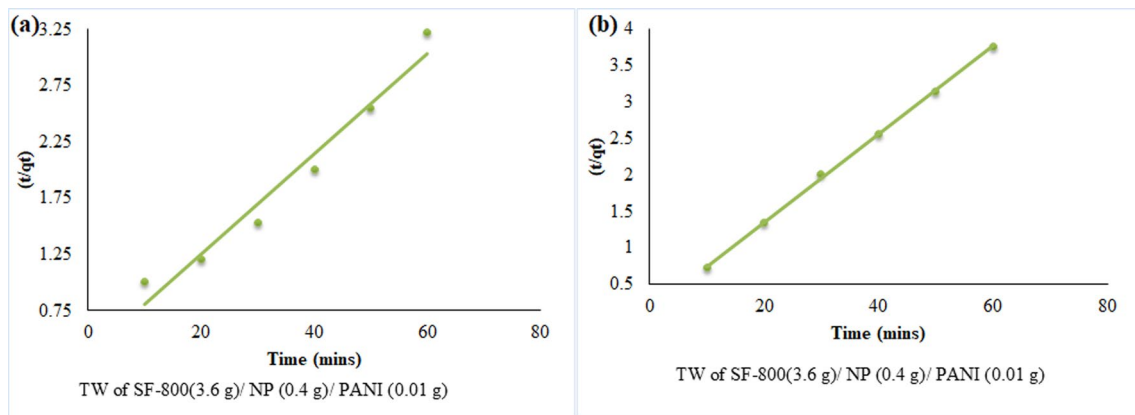 (a)
3.25
2.75
2.25
1.75
1.25
0.75
(t/qt)
0 20 40 60 80
Time (mins)
TW of SF-800(3.6 g)/ NP (0.4 g)/ PANI (0.01 g)
(b)
4
3.5
3
2.5
2
1.5
1
0.5
(t/qt)
0 20 40 60 80
Time (mins)
TW of SF-800(3.6 g)/ NP (0.4 g)/ PANI (0.01 g)